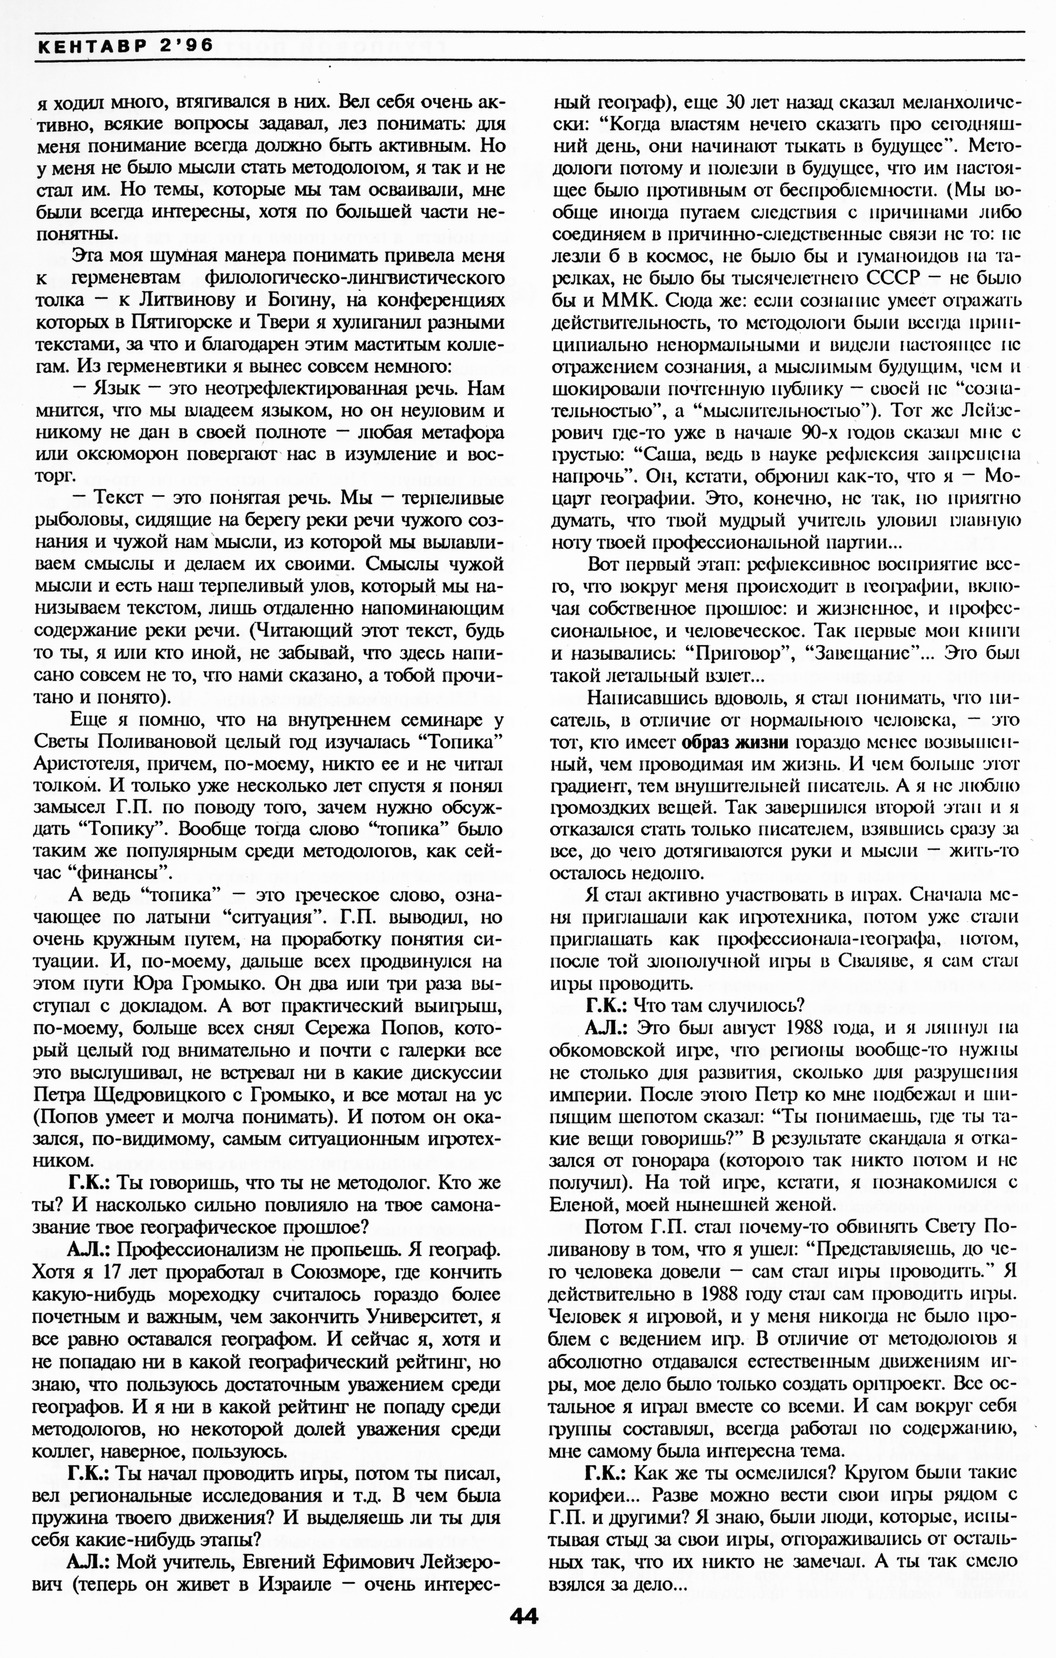 КЕНТАВР 2’96
я ходил много, втягивался в них. Вел себя очень ак-
тивно, всякие вопросы задавал, лез понимать: для
меня понимание всегда должно быть активным. Но
у меня не было мысли стать методологом, я так и не
стал им. Но темы, которые мы там осваивали, мне
были всегда интересны, хотя по большей части не-
понятны.
Эта моя шумная манера понимать привела меня
к герменевтам филологическо-лингвистического
толка — к Литвинову и Богину, на конференциях
которых в Пятигорске и Твери я хулиганил разными
текстами, за что и благодарен этим маститым колле-
гам. Из герменевтики я вынес совсем немного:
— Язык — это неотрефлектированная речь. Нам
мнится, что мы владеем языком, но он неуловим и
никому не дан в своей полноте — любая метафора
или оксюморон повергают нас в изумление и вос-
торг.
— Текст — это понятая речь. Мы — терпеливые
рыболовы, сидящие на берегу реки речи чужого соз-
нания и чужой нам мысли, из которой мы вылавли-
ваем смыслы и делаем их своими. Смыслы чужой
мысли и есть наш терпеливый улов, который мы на-
низываем текстом, лишь отдаленно напоминающим
содержание реки речи. (Читающий этот текст, будь
то ты, я или кто иной, не забывай, что здесь напи-
сано совсем не то, что нами сказано, а тобой прочи-
тано и понято).
Еще я помню, что на внутреннем семинаре у
Светы Поливановой целый год изучалась “Топика”
Аристотеля, причем, по-моему, никто ее и не читал
толком. И только уже несколько лет спустя я понял
замысел Г.П. по поводу того, зачем нужно обсуж-
дать “Топику”. Вообще тогда слово “топика” было
таким же популярным среди методологов, как сей-
час “финансы”.
А ведь “топика” — это греческое слово, озна-
чающее по латыни “ситуация”. Г.П. выводил, но
очень кружным путем, на проработку понятия си-
туации. И, по-моему, дальше всех продвинулся на
этом пути Юра Громыко. Он два или три раза вы-
ступал с докладом. А вот практический выигрыш,
по-моему, больше всех снял Сережа Попов, кото-
рый целый год внимательно и почти с галерки все
это выслушивал, не встревал ни в какие дискуссии
Петра Щедровицкого с Громыко, и все мотал на ус
(Попов умеет и молча понимать). И потом он ока-
зался, по-видимому, самым ситуационным игротех-
ником.
Г.К.: Ты говоришь, что ты не методолог. Кто же
ты? И насколько сильно повлияло на твое самона-
звание твое географическое прошлое?
А.Л.: Профессионализм не пропьешь. Я географ.
Хотя я 17 лет проработал в Союзморе, где кончить
какую-нибудь мореходку считалось гораздо более
почетным и важным, чем закончить Университет, я
все равно оставался географом. И сейчас я, хотя и
не попадаю ни в какой географический рейтинг, но
знаю, что пользуюсь достаточным уважением среди
географов. И я ни в какой рейтинг не попаду среди
методологов, но некоторой долей уважения среди
коллег, наверное, пользуюсь.
Г.К.: Ты начал проводить игры, потом ты писал,
вел региональные исследования и т.д. В чем была
пружина твоего движения? И выделяешь ли ты для
себя какие-нибудь этапы?
А.Л.: Мой учитель, Евгений Ефимович Лейзеро-
вич (теперь он живет в Израиле — очень интерес-
ный географ), еще 30 лет назад сказал меланхоличе-
ски: “Когда властям нечего сказать про сегодняш-
ний день, они начинают тыкать в будущее”. Мето-
дологи потому и полезли в будущее, что им настоя-
щее было противным от беспроблемности. (Мы во-
обще иногда путаем следствия с причинами либо
соединяем в причинно-следственные связи не то: не
лезли б в космос, не было бы и гуманоидов на та-
релках, не было бы тысячелетнего СССР — не было
бы и ММК. Сюда же: если сознание умеет отражать
действительность, то методологи были всегда прин-
ципиально ненормальными и видели настоящее не
отражением сознания, а мыслимым будущим, чем и
шокировали почтенную публику — своей не “созна-
тельностью”, а “мыслительностью”). Тот же Лейзе-
рович где-то уже в начале 90-х годов сказал мне с
грустью: “Саша, ведь в науке рефлексия запрещена
напрочь”. Он, кстати, обронил как-то, что я — Мо-
царт географии. Это, конечно, не так, но приятно
думать, что твой мудрый учитель уловил главную
ноту твоей профессиональной партии...
Вот первый этап: рефлексивное восприятие все-
го, что вокруг меня происходит в географии, вклю-
чая собственное прошлое: и жизненное, и профес-
сиональное, и человеческое. Так первые мои книги
и назывались: “Приговор”, “Завещание”... Это был
такой летальный взлет...
Написавшись вдоволь, я стал понимать, что пи-
сатель, в отличие от нормального человека, — это
тот, кто имеет образ жизни гораздо менее возвышен-
ный, чем проводимая им жизнь. И чем больше этот
градиент, тем внушительней писатель. А я не люблю
громоздких вещей. Так завершился второй этап и я
отказался стать только писателем, взявшись сразу за
все, до чего дотягиваются руки и мысли — жить-то
осталось недолго.
Я стал активно участвовать в играх. Сначала ме-
ня приглашали как игротехника, потом уже стали
приглашать как профессионала-географа, потом,
после той злополучной игры в Сваляве, я сам стал
игры проводить.
Г.К.: Что там случилось?
А.Л.: Это был август 1988 года, и я ляпнул на
обкомовской игре, что регионы вообще-то нужны
не столько для развития, сколько для разрушения
империи. После этого Петр ко мне подбежал и ши-
пящим шепотом сказал: “Ты понимаешь, где ты та-
кие вещи говоришь?” В результате скандала я отка-
зался от гонорара (которого так никто потом и не
получил). На той игре, кстати, я познакомился с
Еленой, моей нынешней женой.
Потом Г.П. стал почему-то обвинять Свету По-
ливанову в том, что я ушел: “Представляешь, до че-
го человека довели — сам стал игры проводить.” Я
действительно в 1988 году стал сам проводить игры.
Человек я игровой, и у меня никогда не было про-
блем с ведением игр. В отличие от методологов я
абсолютно отдавался естественным движениям иг-
ры, мое дело было только создать оргпроект. Все ос-
тальное я играл вместе со всеми. И сам вокруг себя
группы составлял, всегда работал по содержанию,
мне самому была интересна тема.
Г.К.: Как же ты осмелился? Кругом были такие
корифеи... Разве можно вести свои игры рядом с
Г.П. и другими? Я знаю, были люди, которые, испы-
тывая стыд за свои игры, отгораживались от осталь-
ных так, что их никто не замечал. А ты так смело
взялся за дело...
44